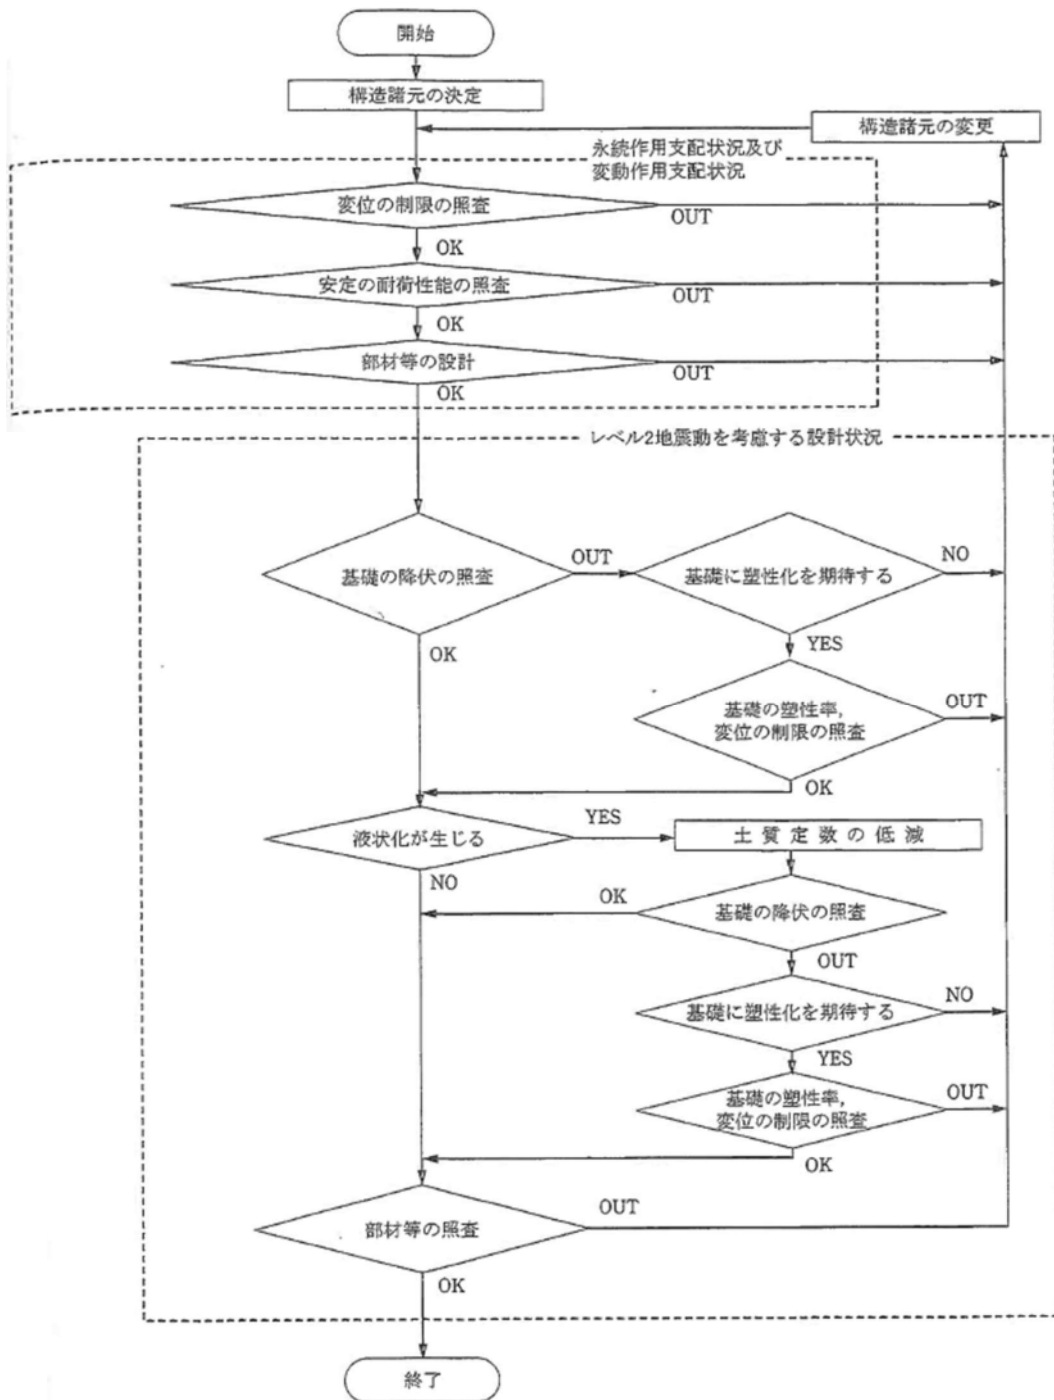 開始
構造諸元の決定
構造諸元の変更
永続作用支配状況及び
変動作用支配状況
変位の制限の照査
OUT
OK
安定の耐荷性能の照査
OUT
OK
部材等の設計
OUT
OK
レベル2地震動を考慮する設計状況
基礎の降伏の照査
OUT
基礎に塑性化を期待する
NO
OK
YES
基礎の塑性率,
変位の制限の照査
OUT
OK
液状化が生じる
YES
土質定数の低減
NO
OK
基礎の降伏の照査
OUT
基礎に塑性化を期待する
NO
YES
基礎の塑性率,
変位の制限の照査
OUT
OK
部材等の照査
OUT
OK
終了